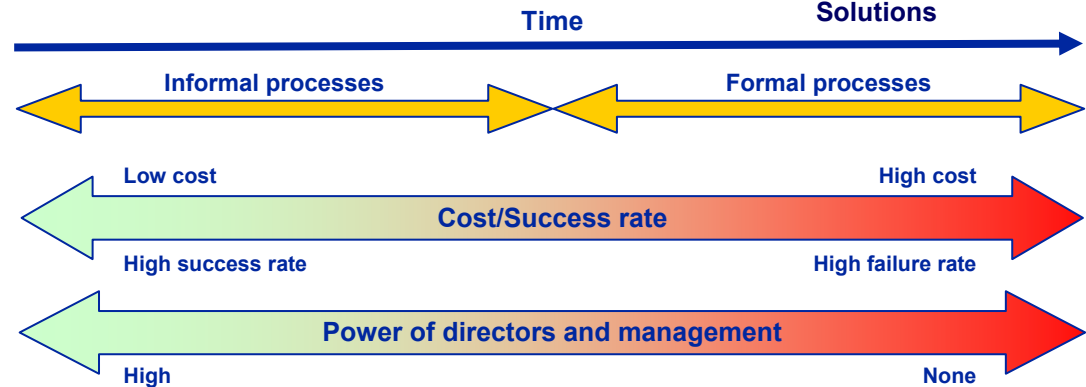 Solutions
Time
Informal processes
Formal processes
Low cost
High cost
Cost/Success rate
High success rate
High failure rate
Power of directors and management
High
None